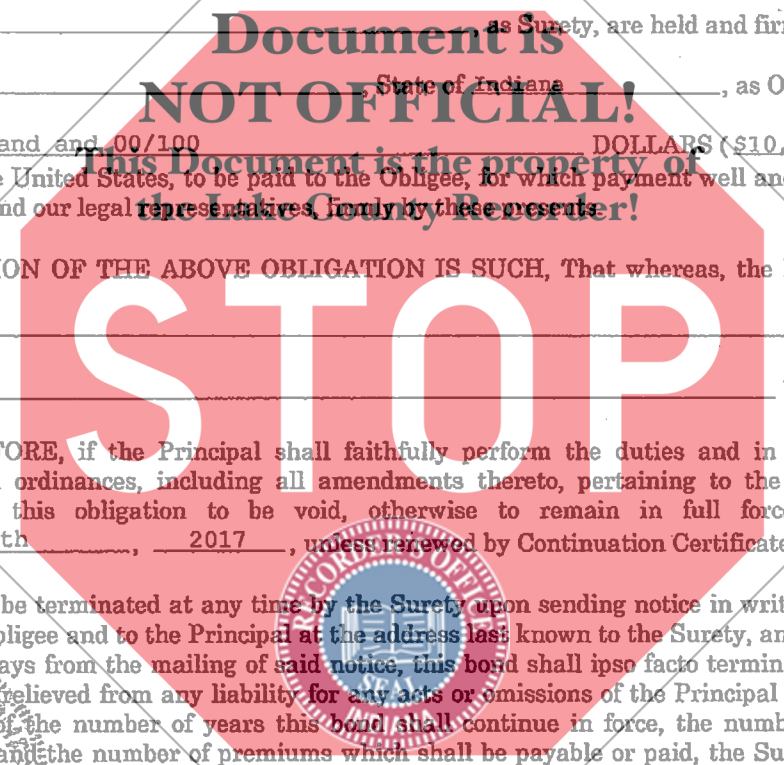 Document is
, as Surety, are held and fir
NOT OFFICIAL!
, State of Indiana , as O
and and 00/100 DOLLARS ($10,
This Document is the property of
e United States, to be paid to the Obligee, for which payment well and
the Lake County Recorder!
nd our legal representatives, firmly by these presents.
ION OF THE ABOVE OBLIGATION IS SUCH, That whereas, the
STOP
FORE, if the Principal shall faithfully perform the duties and in
ordinances, including all amendments thereto, pertaining to the
this obligation to be void, otherwise to remain in full forc
th , 2017 , unless renewed by Continuation Certificate
RECORDER'S OFFICE
be terminated at any time by the Surety upon sending notice in writ
bligee and to the Principal at the address last known to the Surety, an
ays from the mailing of said notice, this bond shall ipso facto termin
relieved from any liability for any acts or omissions of the Principal
SEAL
of the number of years this bond shall continue in force, the numb
and the number of premiums which shall be payable or paid, the Su